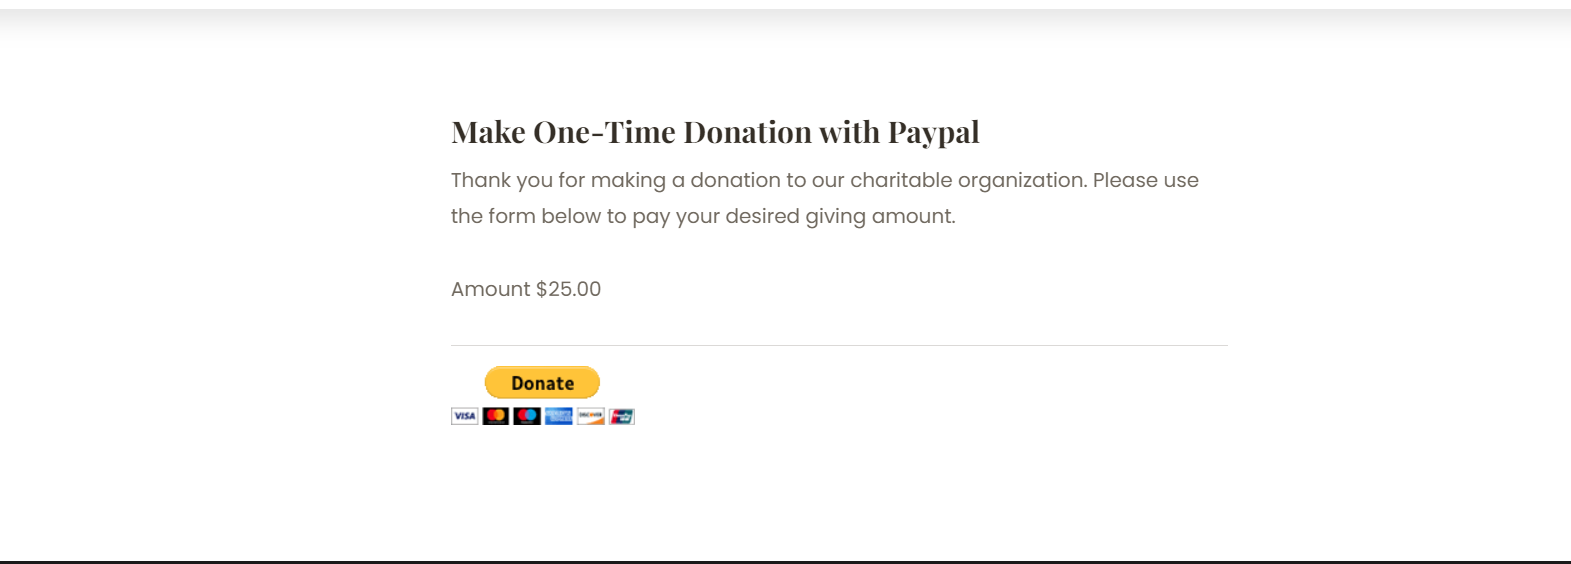 Make One-Time Donation with Paypal
Thank you for making a donation to our charitable organization. Please use
the form below to pay your desired giving amount.
Amount $25.00
Donate
VISA DISCOVER